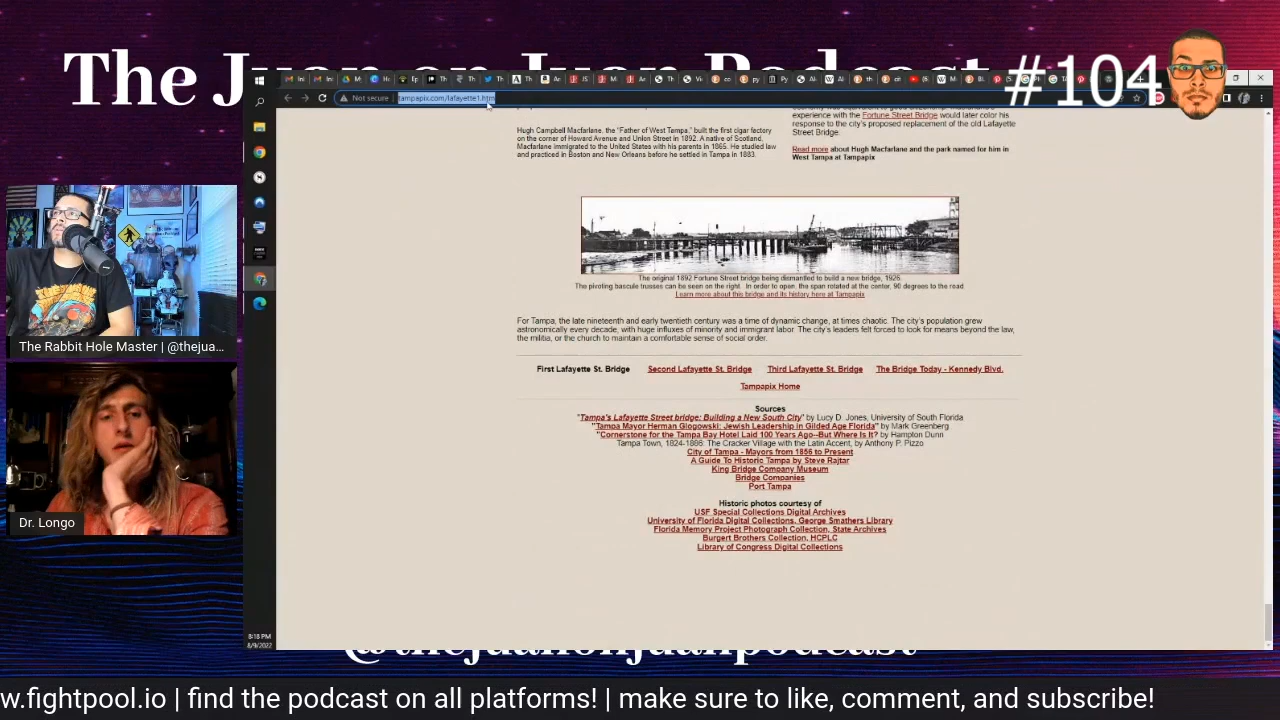 The Juan on Juan Podcast #104
Not secure
tampapix.com/lafayette1.htm
experience with the Fortune Street Bridge would later color his
response to the city's proposed replacement of the old Lafayette
Street Bridge.
Hugh Campbell Macfarlane, the "Father of West Tampa," built the first cigar factory
on the corner of Howard Avenue and Union Street in 1892. A native of Scotland,
Macfarlane immigrated to the United States with his parents in 1865. He studied law
and practiced in Boston and New Orleans before he settled in Tampa in 1883.
Read more about Hugh Macfarlane and the park named for him in
West Tampa at Tampapix
The original 1892 Fortune Street bridge being dismantled to build a new bridge, 1926.
The pivoting bascule trusses can be seen on the right. In order to open, the span rotated at the center, 90 degrees to the road.
Learn more about this bridge and its history here at Tampapix
For Tampa, the late nineteenth and early twentieth century was a time of dynamic change, at times chaotic. The city's population grew
astronomically every decade, with huge influxes of minority and immigrant labor. The city's leaders felt forced to look for means beyond the law,
the militia, or the church to maintain a comfortable sense of social order.
First Lafayette St. Bridge Second Lafayette St. Bridge Third Lafayette St. Bridge The Bridge Today - Kennedy Blvd.
Tampapix Home
Sources
"Tampa's Lafayette Street bridge: Building a New South City" by Lucy D. Jones, University of South Florida
"Tampa Mayor Herman Glogowski: Jewish Leadership in Gilded Age Florida" by Mark Greenberg
"Cornerstone for the Tampa Bay Hotel Laid 100 Years Ago--But Where Is It? by Hampton Dunn
Tampa Town, 1824-1886: The Cracker Village with the Latin Accent, by Anthony P. Pizzo
City of Tampa - Mayors from 1856 to Present
A Guide To Historic Tampa by Steve Rajtar
King Bridge Company Museum
Bridge Companies
Port Tampa
Historic photos courtesy of
USF Special Collections Digital Archives
University of Florida Digital Collections, George Smathers Library
Florida Memory Project Photograph Collection, State Archives
Burgert Brothers Collection, HCPLC
Library of Congress Digital Collections
The Rabbit Hole Master | @thejua...
Dr. Longo
8:18 PM
8/9/2022
@thejuanonjuanpodcast
w.fightpool.io | find the podcast on all platforms! | make sure to like, comment, and subscribe!